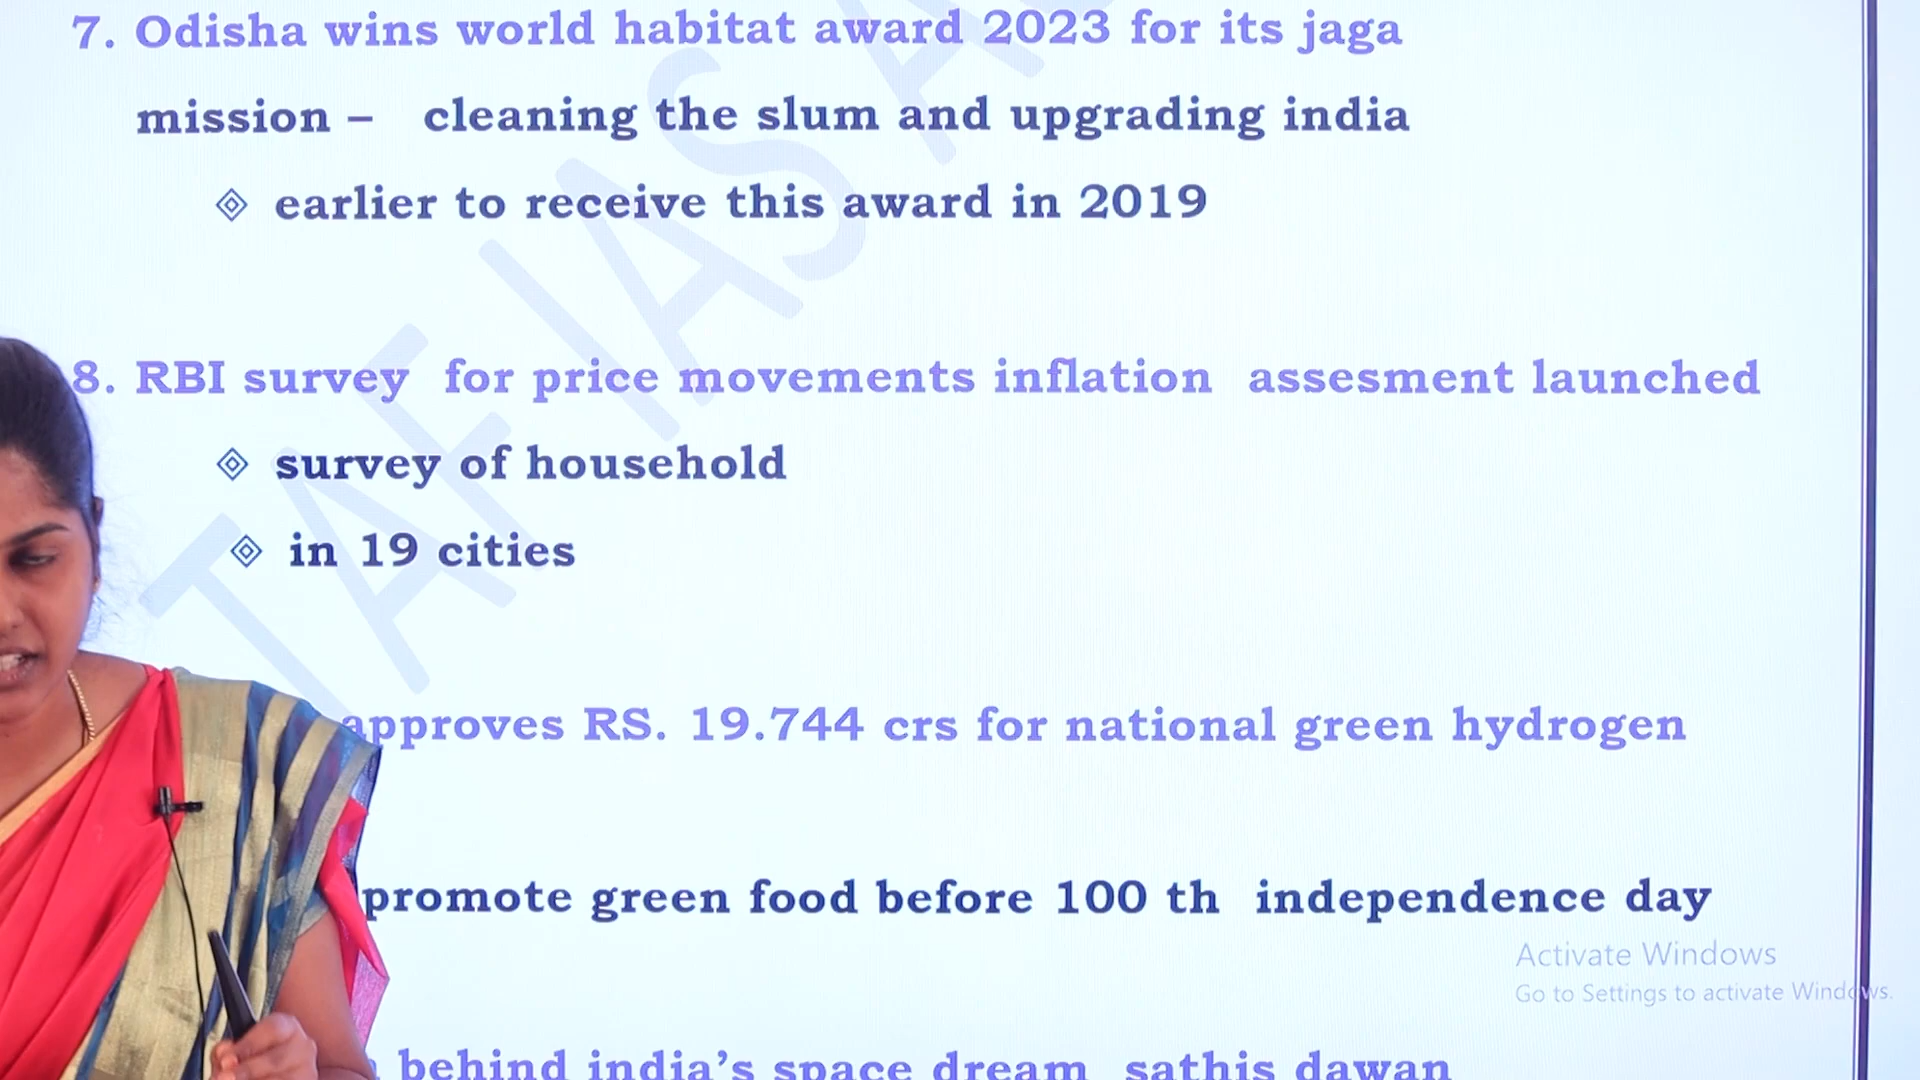 7. Odisha wins world habitat award 2023 for its jaga
mission – cleaning the slum and upgrading india
earlier to receive this award in 2019
8. RBI survey for price movements inflation assesment launched
survey of household
in 19 cities
approves RS. 19.744 crs for national green hydrogen
promote green food before 100 th independence day
behind india’s space dream sathis dawan
Activate Windows
Go to Settings to activate Windows.
TAF IAS